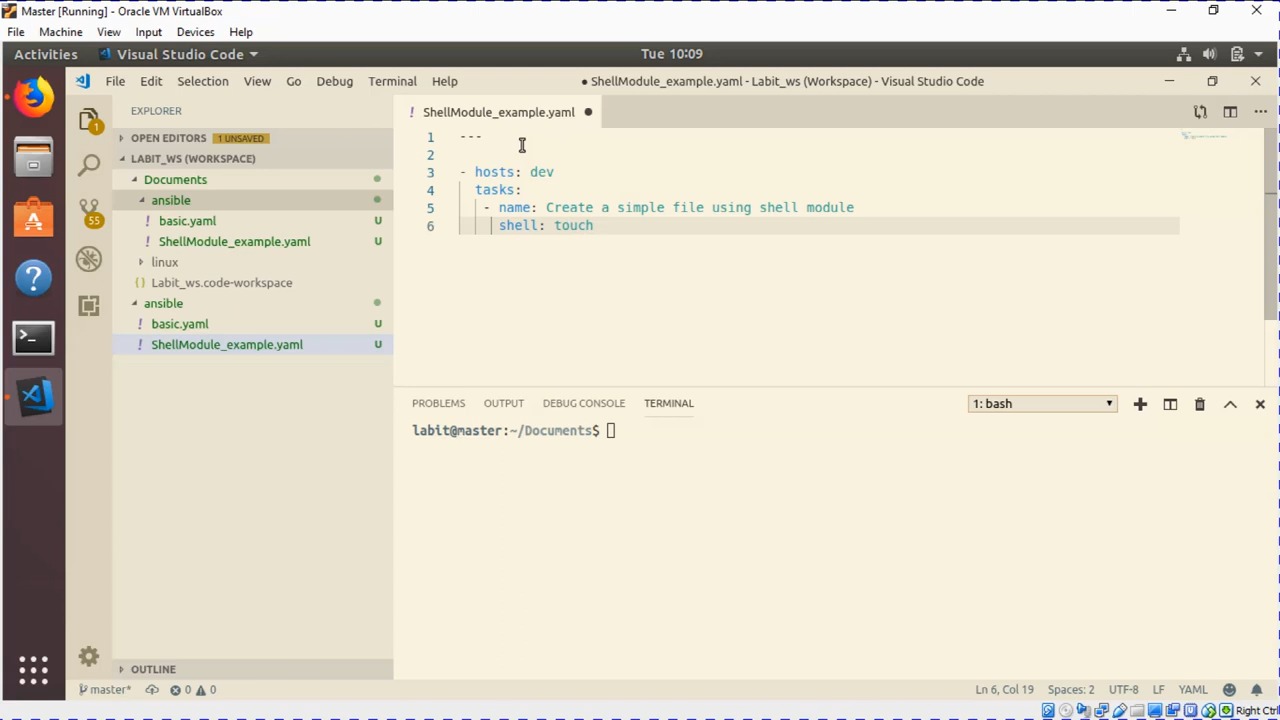 Master [Running] - Oracle VM VirtualBox
File Machine View Input Devices Help
Activities Visual Studio Code Tue 10:09
File Edit Selection View Go Debug Terminal Help ● ShellModule_example.yaml - Labit_ws (Workspace) - Visual Studio Code
EXPLORER
! ShellModule_example.yaml ●
OPEN EDITORS 1 UNSAVED
LABIT_WS (WORKSPACE)
Documents
ansible
! basic.yaml U
! ShellModule_example.yaml U
linux
{} Labit_ws.code-workspace
ansible
! basic.yaml U
! ShellModule_example.yaml U
OUTLINE
1
55
1 ---
2
3 - hosts: dev
4 tasks:
5 - name: Create a simple file using shell module
6 shell: touch
PROBLEMS OUTPUT DEBUG CONSOLE TERMINAL 1: bash
labit@master:~/Documents$
master* 0 0 Ln 6, Col 19 Spaces: 2 UTF-8 LF YAML
Right Ctrl